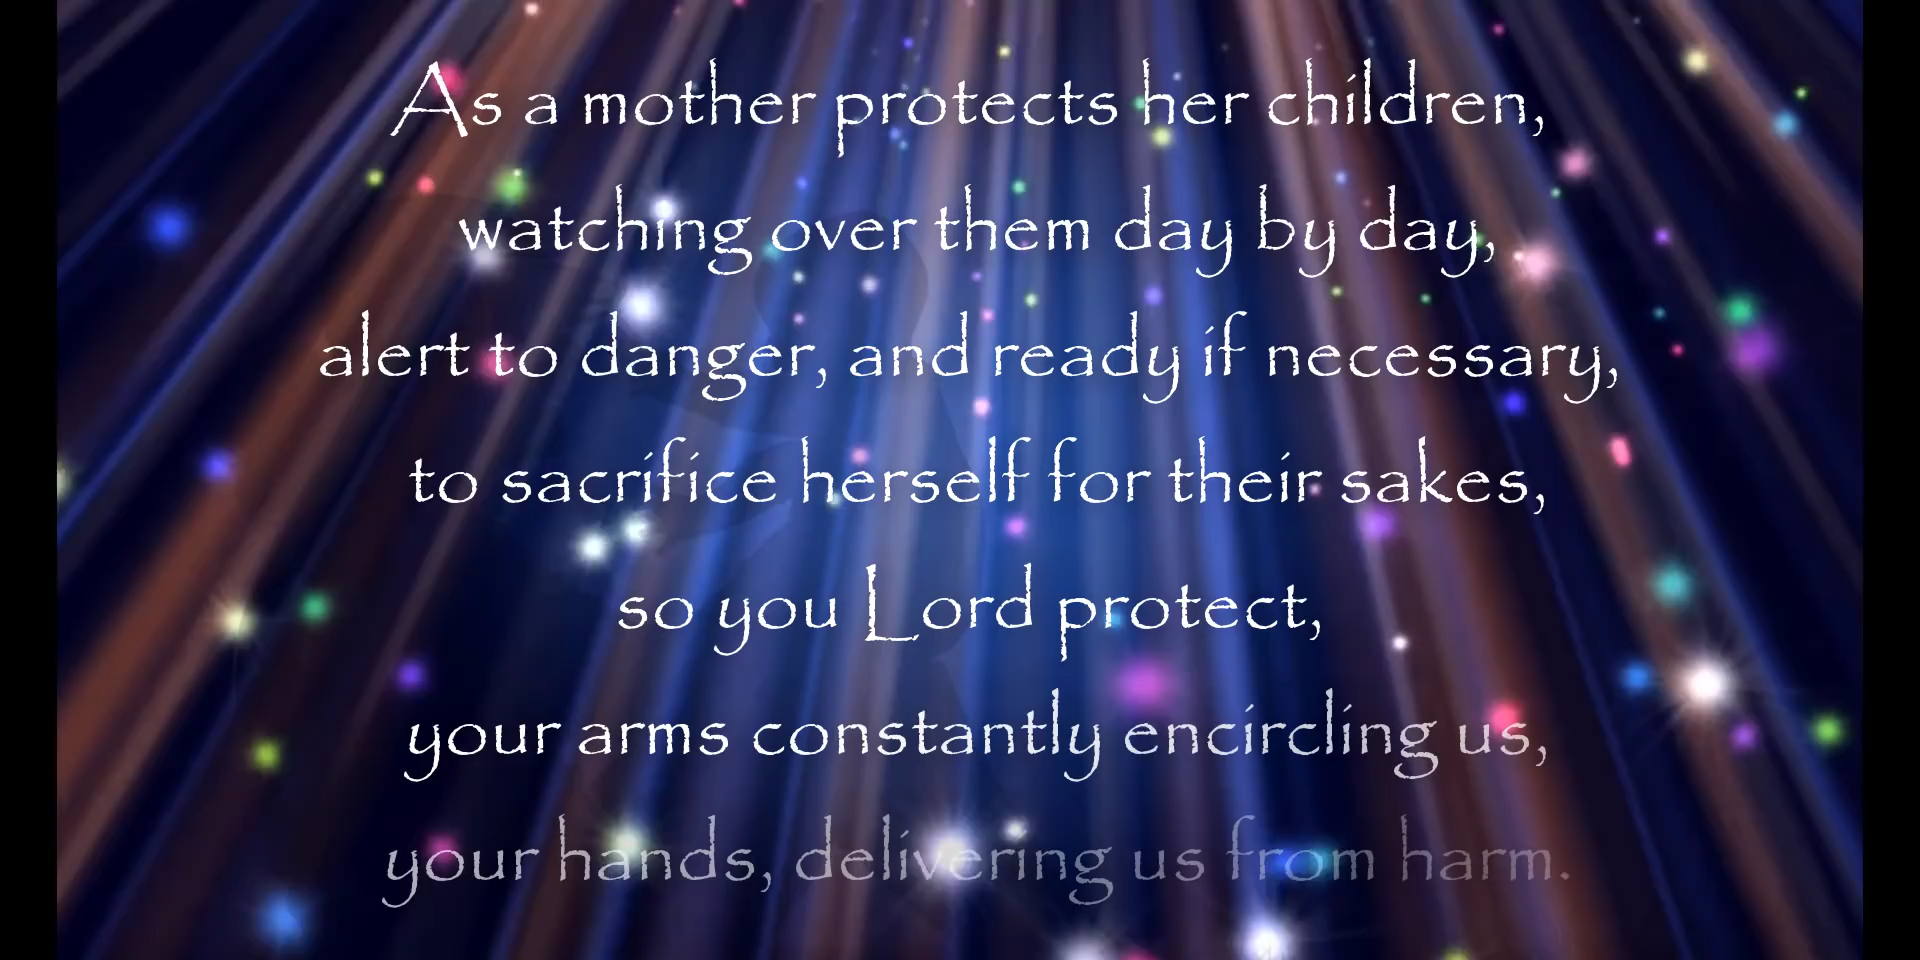 As a mother protects her children,
watching over them day by day,
alert to danger, and ready if necessary,
to sacrifice herself for their sakes,
so you Lord protect,
your arms constantly encircling us,
your hands, delivering us from harm.